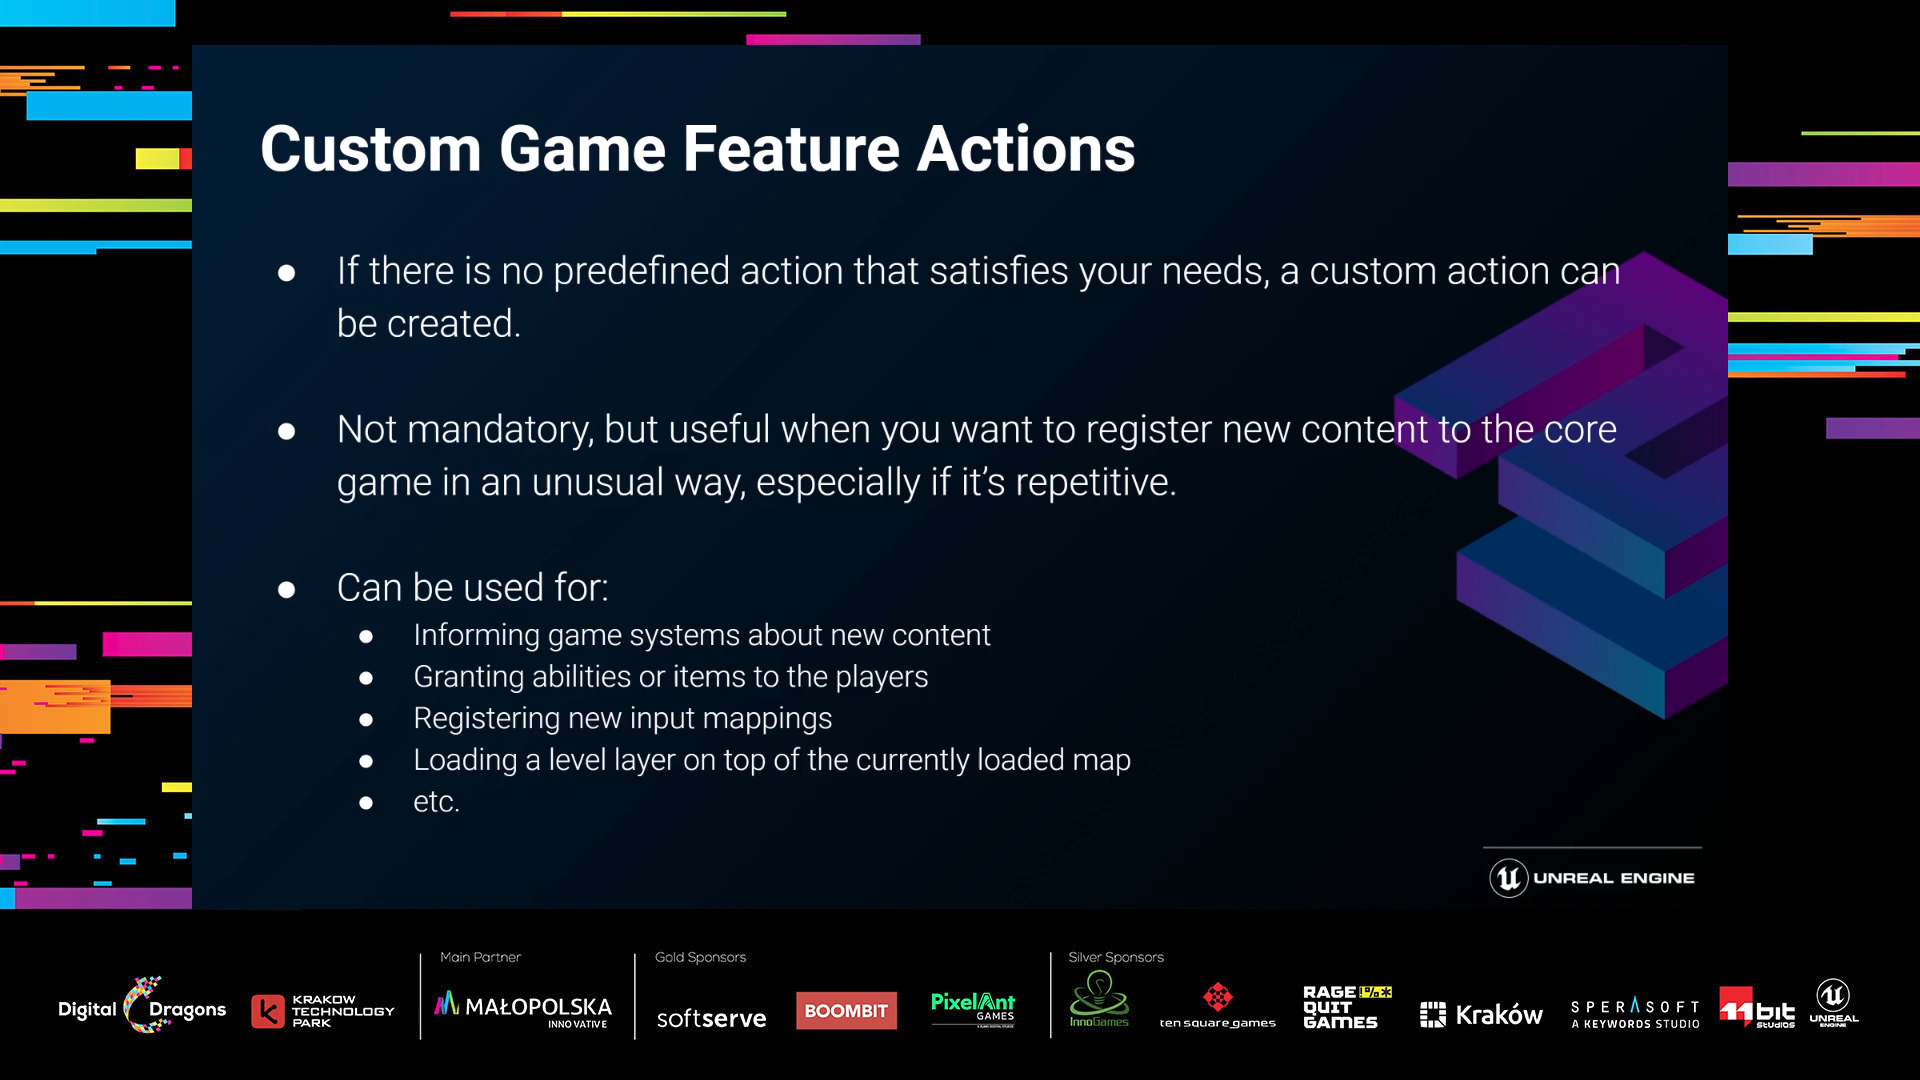 Custom Game Feature Actions
● If there is no predefined action that satisfies your needs, a custom action can
be created.
● Not mandatory, but useful when you want to register new content to the core
game in an unusual way, especially if it’s repetitive.
● Can be used for:
● Informing game systems about new content
● Granting abilities or items to the players
● Registering new input mappings
● Loading a level layer on top of the currently loaded map
● etc.
UNREAL ENGINE
Main Partner
Gold Sponsors
Silver Sponsors
Digital Dragons
KRAKOW
TECHNOLOGY
PARK
MAŁOPOLSKA
INNOVATIVE
softserve
BOOMBIT
PixelAnt
GAMES
InnoGames
ten square games
RAGE !%*
QUIT
GAMES
Kraków
SPERASOFT
A KEYWORDS STUDIO
11bit
studios
UNREAL
ENGINE